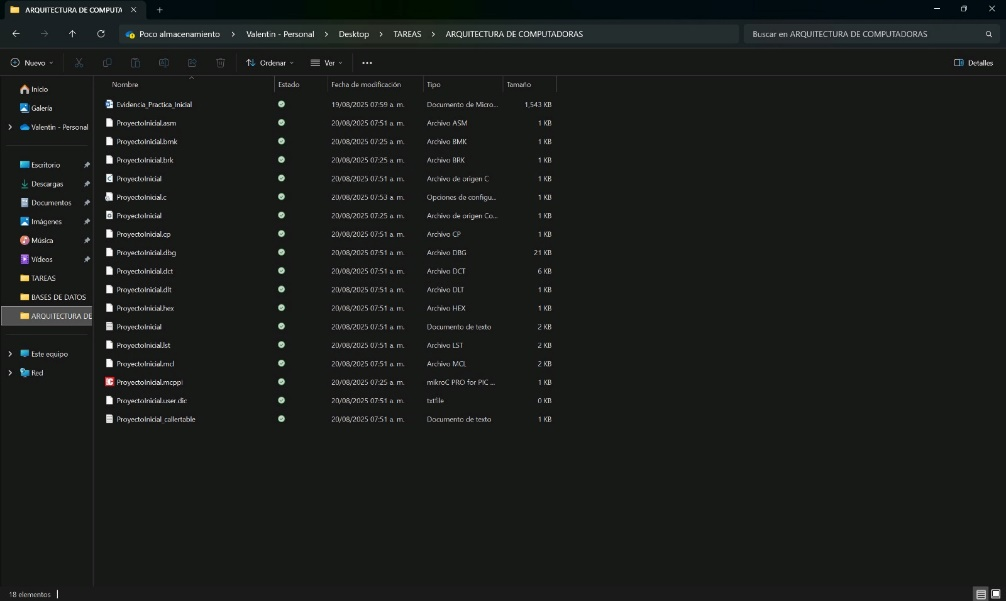 ARQUITECTURA DE COMPUTA
Poco almacenamiento > Valentin - Personal > Desktop > TAREAS > ARQUITECTURA DE COMPUTADORAS
Buscar en ARQUITECTURA DE COMPUTADORAS
Nuevo
Ordenar
Ver
Detalles
Nombre Estado Fecha de modificación Tipo Tamaño
Inicio
Galería
Valentin - Personal
Escritorio
Descargas
Documentos
Imágenes
Música
Vídeos
TAREAS
BASES DE DATOS
ARQUITECTURA DE
Este equipo
Red
Evidencia_Practica_Inicial 19/08/2025 07:59 a. m. Documento de Micro... 1,543 KB
ProyectoInicial.asm 20/08/2025 07:51 a. m. Archivo ASM 1 KB
ProyectoInicial.bmk 20/08/2025 07:25 a. m. Archivo BMK 1 KB
ProyectoInicial.brk 20/08/2025 07:25 a. m. Archivo BRK 1 KB
ProyectoInicial 20/08/2025 07:51 a. m. Archivo de origen C 1 KB
ProyectoInicial.c 20/08/2025 07:53 a. m. Opciones de configu... 1 KB
ProyectoInicial 20/08/2025 07:25 a. m. Archivo de origen Co... 1 KB
ProyectoInicial.cp 20/08/2025 07:51 a. m. Archivo CP 1 KB
ProyectoInicial.dbg 20/08/2025 07:51 a. m. Archivo DBG 21 KB
ProyectoInicial.dct 20/08/2025 07:51 a. m. Archivo DCT 6 KB
ProyectoInicial.dlt 20/08/2025 07:51 a. m. Archivo DLT 1 KB
ProyectoInicial.hex 20/08/2025 07:51 a. m. Archivo HEX 1 KB
ProyectoInicial 20/08/2025 07:51 a. m. Documento de texto 2 KB
ProyectoInicial.lst 20/08/2025 07:51 a. m. Archivo LST 2 KB
ProyectoInicial.mcl 20/08/2025 07:51 a. m. Archivo MCL 2 KB
ProyectoInicial.mcppi 20/08/2025 07:25 a. m. mikroC PRO for PIC ... 1 KB
ProyectoInicial.user.dic 20/08/2025 07:51 a. m. txtfile 0 KB
ProyectoInicial_callertable 20/08/2025 07:51 a. m. Documento de texto 1 KB
18 elementos